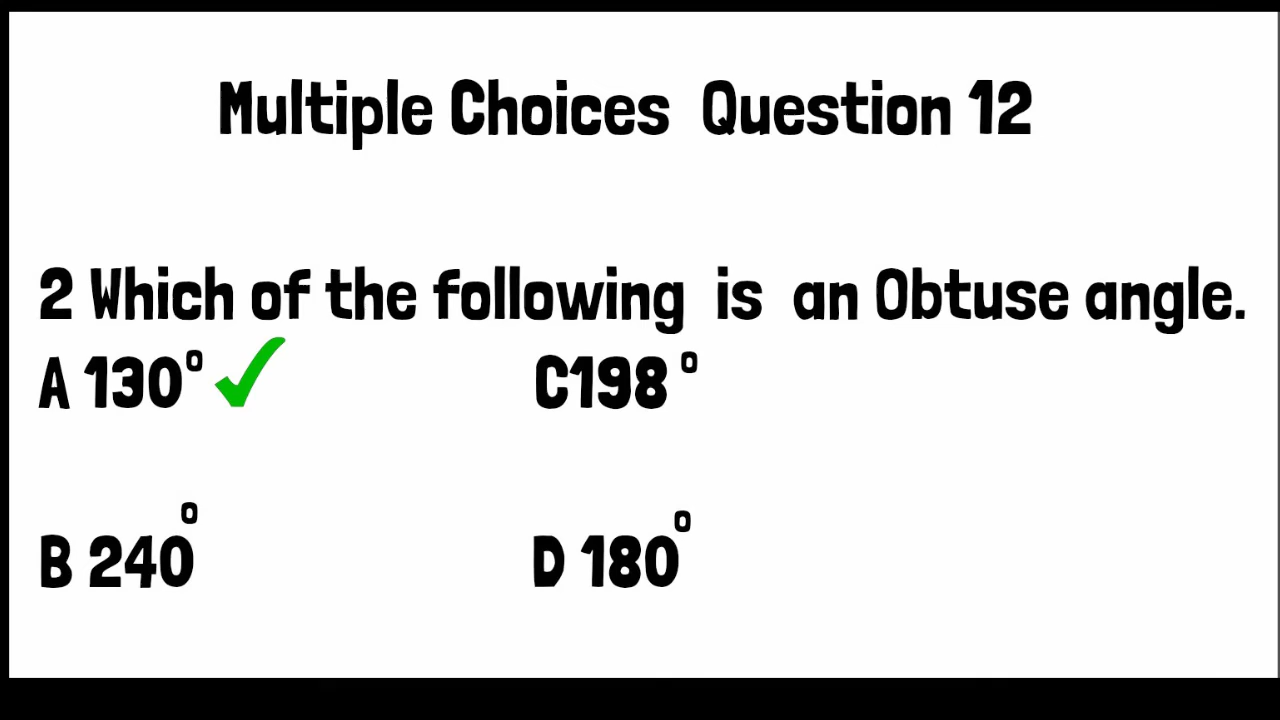 Multiple Choices Question 12
2 Which of the following is an Obtuse angle.
A 130° C198 °
B 240° D 180°